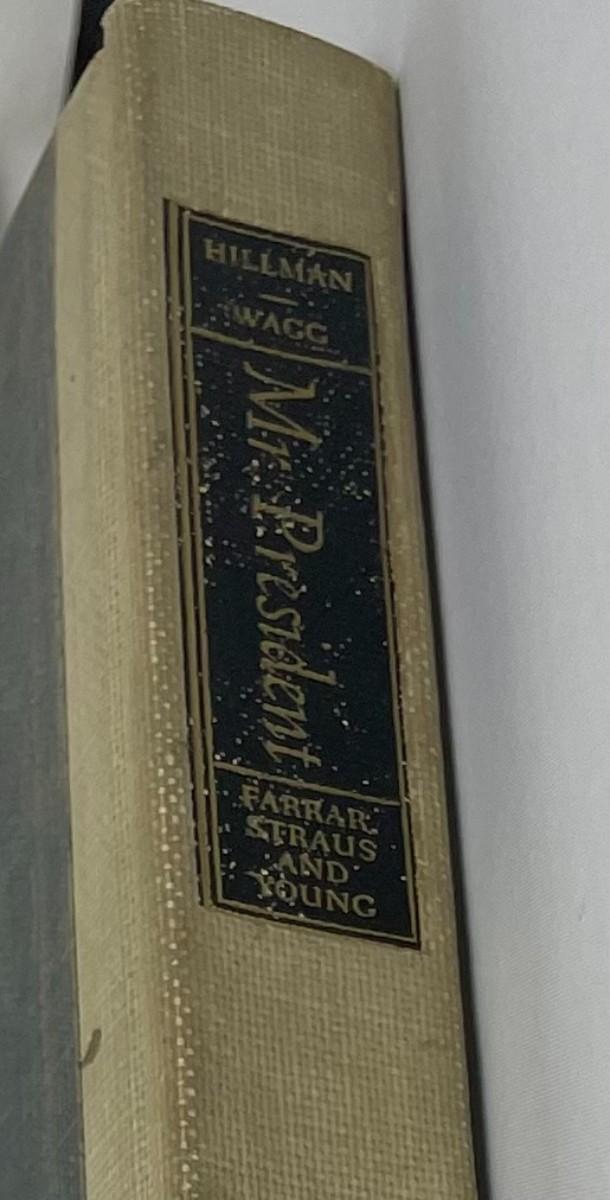 HILLMAN
WAGG
Mr. President
FARRAR
STRAUS
AND
YOUNG